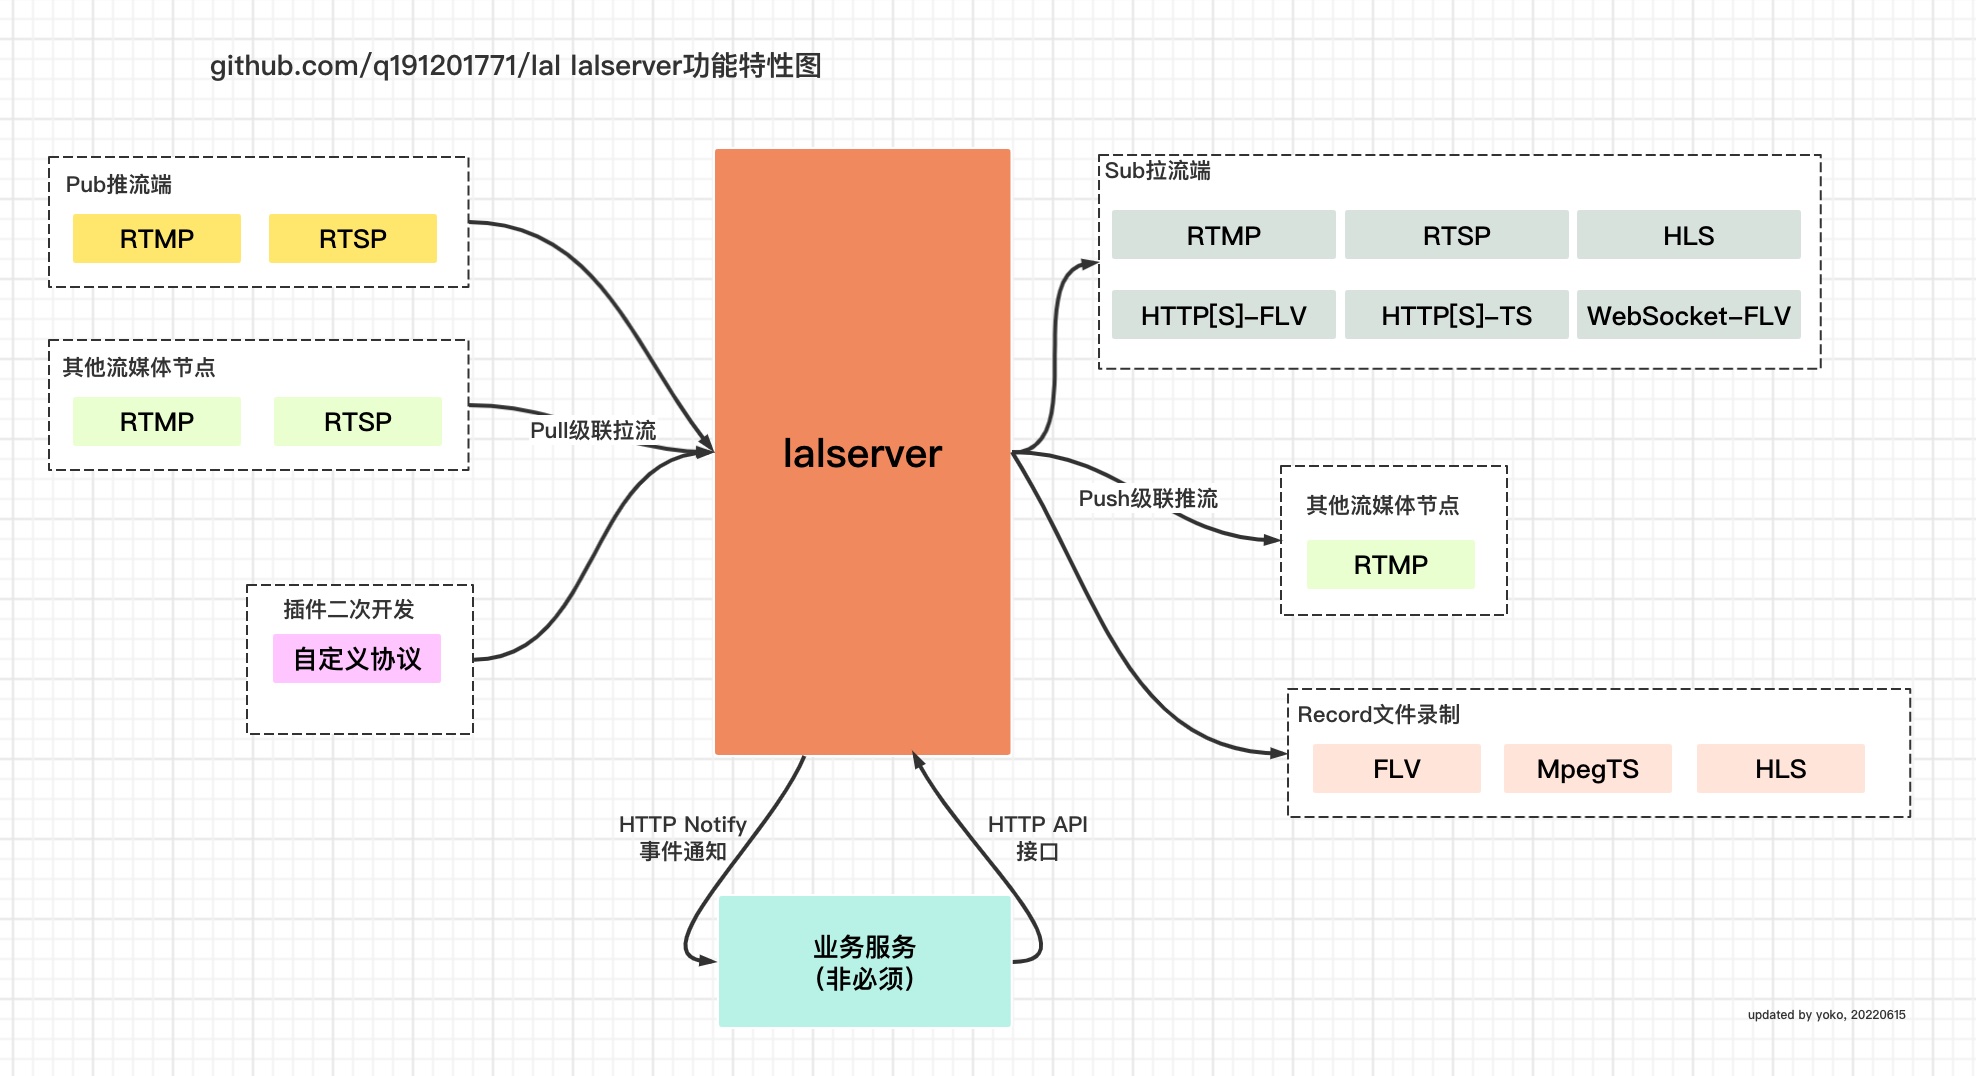 github.com/q191201771/lal lalserver功能特性图
Pub推流端
RTMP
RTSP
其他流媒体节点
RTMP
RTSP
Pull级联拉流
插件二次开发
自定义协议
lalserver
Sub拉流端
RTMP
RTSP
HLS
HTTP[S]-FLV
HTTP[S]-TS
WebSocket-FLV
Push级联推流
其他流媒体节点
RTMP
Record文件录制
FLV
MpegTS
HLS
HTTP Notify
事件通知
HTTP API
接口
业务服务
(非必须)
updated by yoko, 20220615